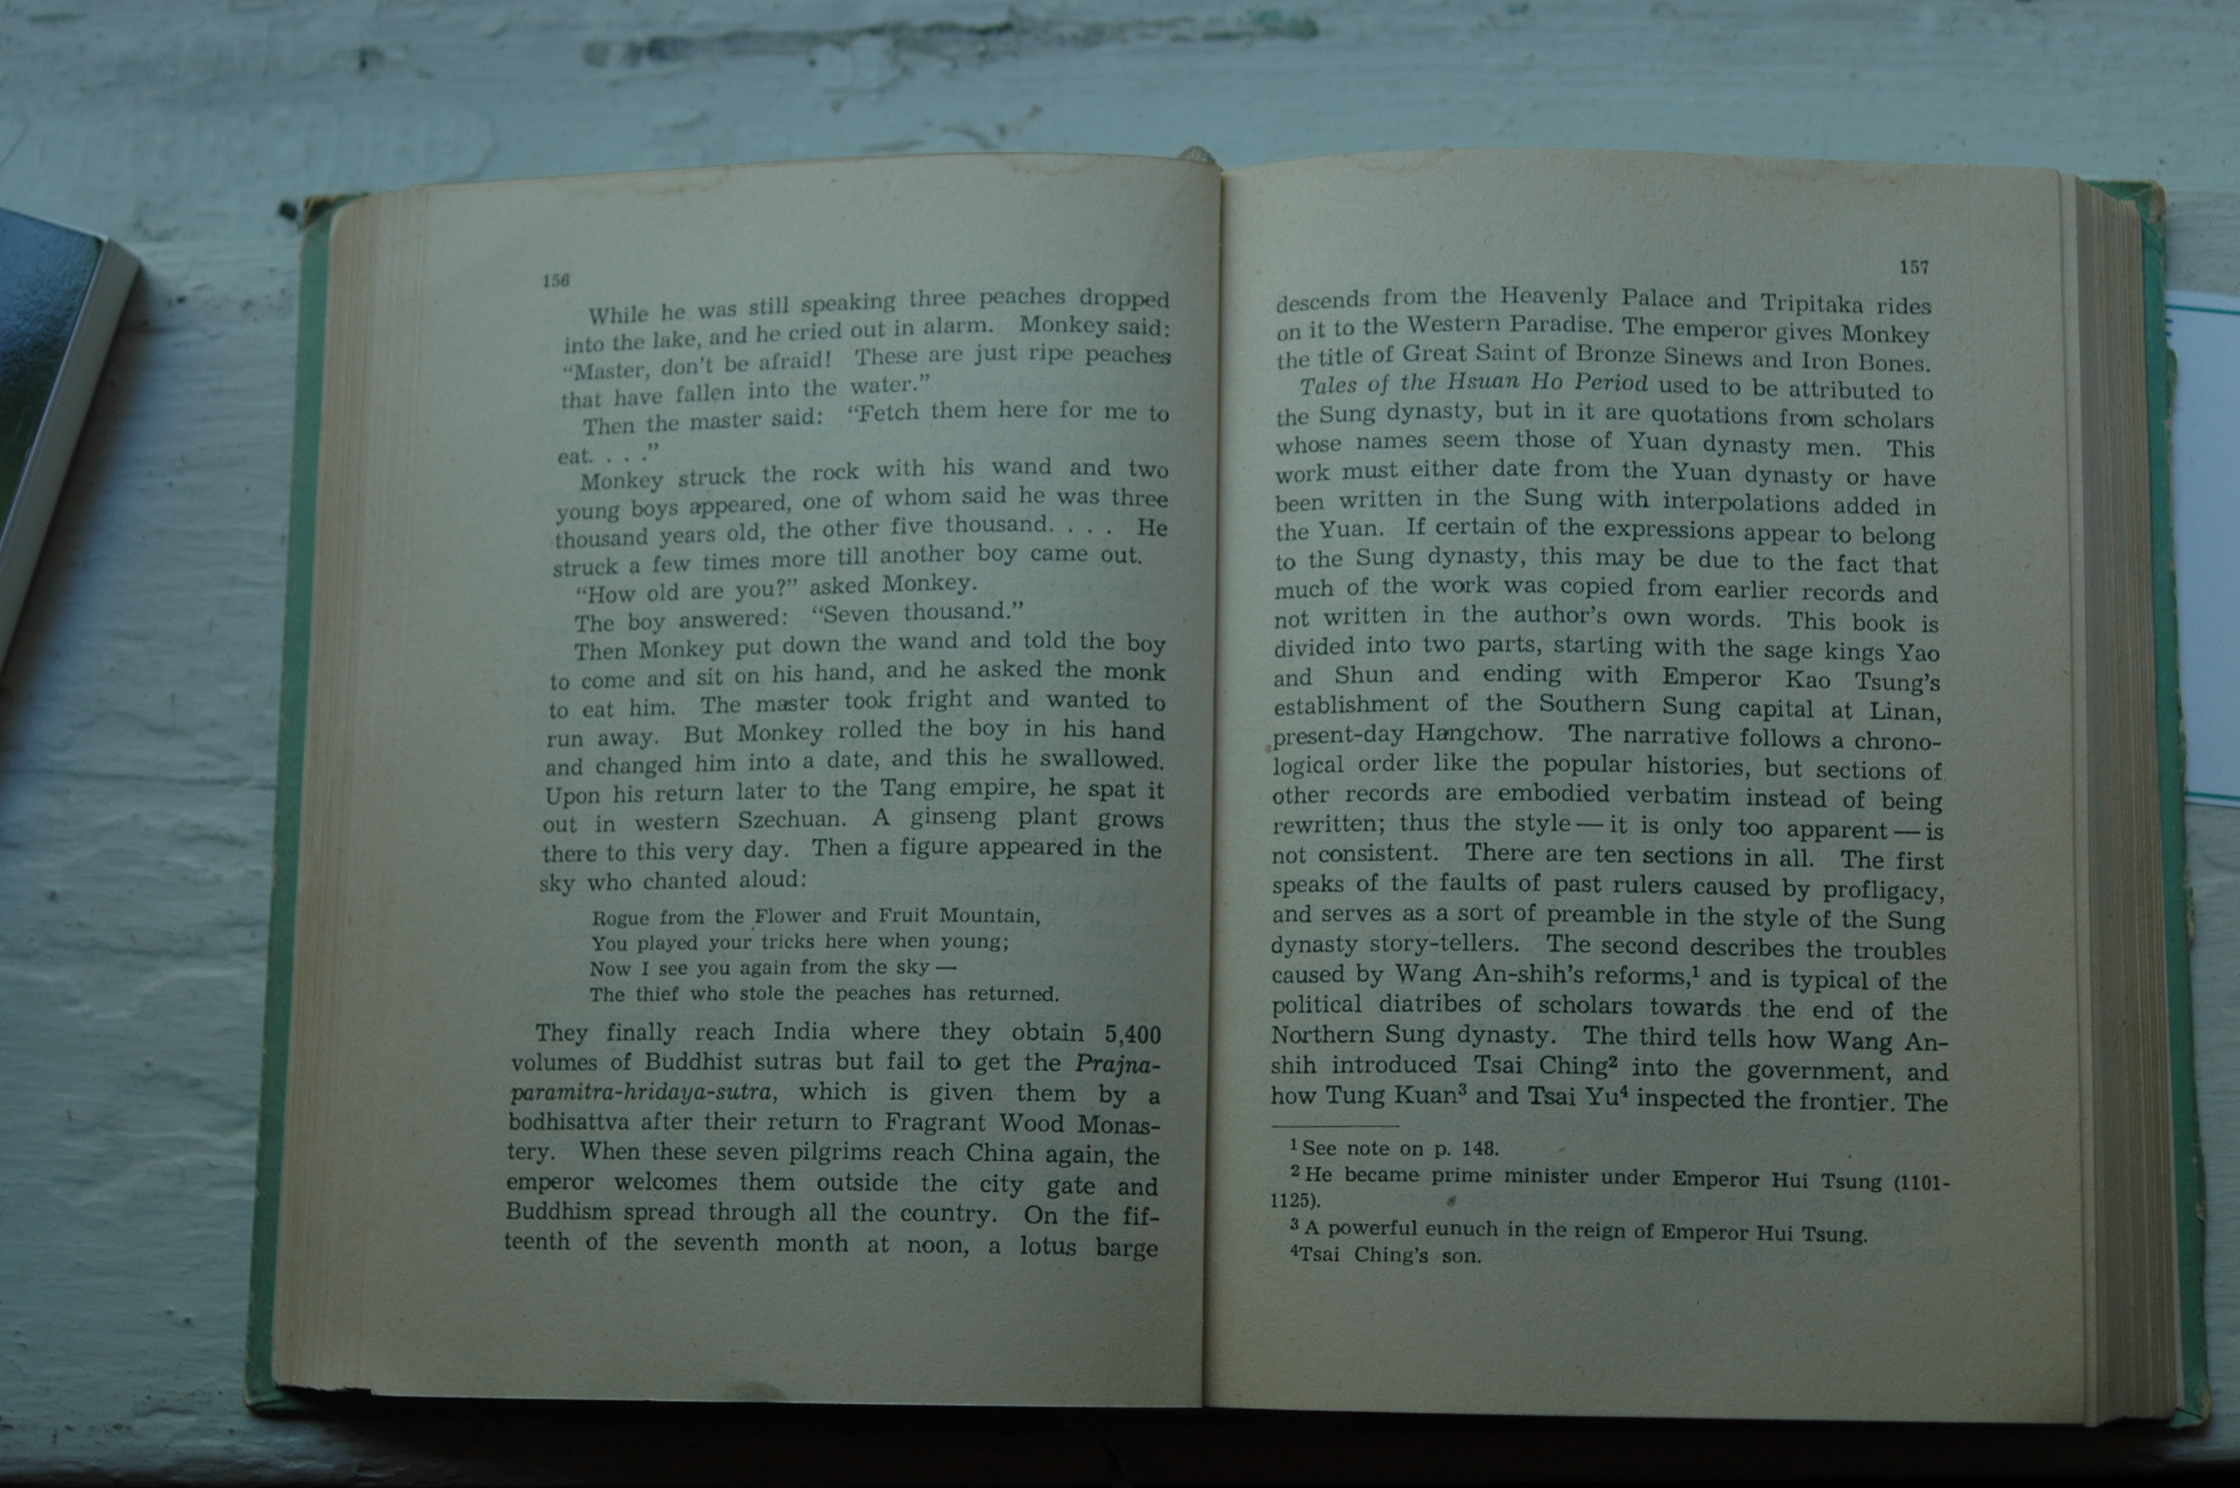 156
While he was still speaking three peaches dropped
into the lake, and he cried out in alarm. Monkey said:
“Master, don't be afraid! These are just ripe peaches
that have fallen into the water.”
Then the master said: “Fetch them here for me to
eat. . . .”
Monkey struck the rock with his wand and two
young boys appeared, one of whom said he was three
thousand years old, the other five thousand. . . . He
struck a few times more till another boy came out.
“How old are you?” asked Monkey.
The boy answered: “Seven thousand.”
Then Monkey put down the wand and told the boy
to come and sit on his hand, and he asked the monk
to eat him. The master took fright and wanted to
run away. But Monkey rolled the boy in his hand
and changed him into a date, and this he swallowed.
Upon his return later to the Tang empire, he spat it
out in western Szechuan. A ginseng plant grows
there to this very day. Then a figure appeared in the
sky who chanted aloud:
Rogue from the Flower and Fruit Mountain,
You played your tricks here when young;
Now I see you again from the sky —
The thief who stole the peaches has returned.
They finally reach India where they obtain 5,400
volumes of Buddhist sutras but fail to get the Prajna-
paramitra-hridaya-sutra, which is given them by a
bodhisattva after their return to Fragrant Wood Monas-
tery. When these seven pilgrims reach China again, the
emperor welcomes them outside the city gate and
Buddhism spread through all the country. On the fif-
teenth of the seventh month at noon, a lotus barge
157
descends from the Heavenly Palace and Tripitaka rides
on it to the Western Paradise. The emperor gives Monkey
the title of Great Saint of Bronze Sinews and Iron Bones.
Tales of the Hsuan Ho Period used to be attributed to
the Sung dynasty, but in it are quotations from scholars
whose names seem those of Yuan dynasty men. This
work must either date from the Yuan dynasty or have
been written in the Sung with interpolations added in
the Yuan. If certain of the expressions appear to belong
to the Sung dynasty, this may be due to the fact that
much of the work was copied from earlier records and
not written in the author's own words. This book is
divided into two parts, starting with the sage kings Yao
and Shun and ending with Emperor Kao Tsung's
establishment of the Southern Sung capital at Linan,
present-day Hangchow. The narrative follows a chrono-
logical order like the popular histories, but sections of
other records are embodied verbatim instead of being
rewritten; thus the style — it is only too apparent — is
not consistent. There are ten sections in all. The first
speaks of the faults of past rulers caused by profligacy,
and serves as a sort of preamble in the style of the Sung
dynasty story-tellers. The second describes the troubles
caused by Wang An-shih's reforms,¹ and is typical of the
political diatribes of scholars towards the end of the
Northern Sung dynasty. The third tells how Wang An-
shih introduced Tsai Ching² into the government, and
how Tung Kuan³ and Tsai Yu⁴ inspected the frontier. The
¹ See note on p. 148.
² He became prime minister under Emperor Hui Tsung (1101-
1125).
³ A powerful eunuch in the reign of Emperor Hui Tsung.
⁴Tsai Ching's son.